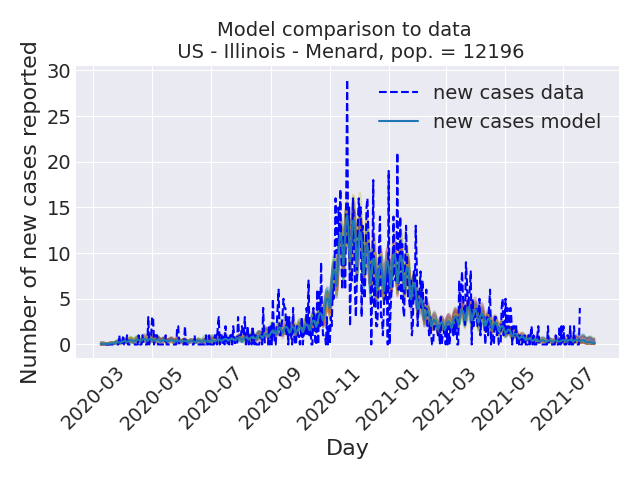 Model comparison to data
US - Illinois - Menard, pop. = 12196
Number of new cases reported
30
25
20
15
10
5
0
new cases data
new cases model
2020-03
2020-05
2020-07
2020-09
2020-11
2021-01
2021-03
2021-05
2021-07
Day